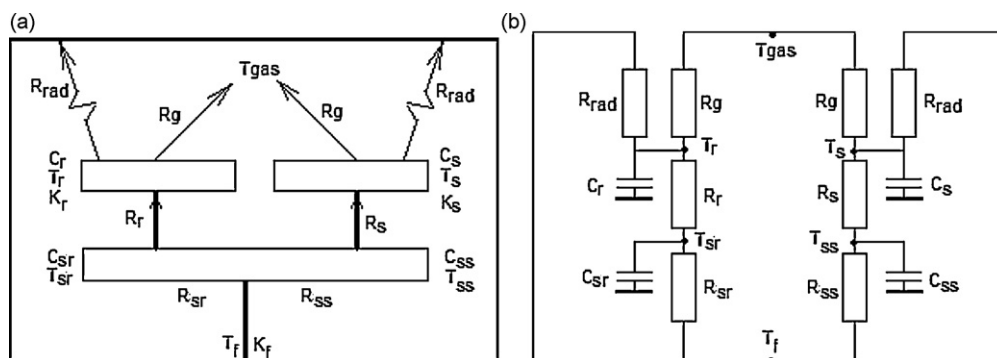 (a)
Tgas
Rrad
Rrad
Rg
Rg
Cr
Tr
Kr
Cs
Ts
Ks
Rr
Rs
Csr
Tsr
Css
Tss
Rsr
Rss
Tf
Kf
(b)
Tgas
Rrad
Rg
Rg
Rrad
Tr
Ts
Cr
Rr
Rs
Cs
Tsr
Tss
Csr
Rsr
Rss
Css
Tf